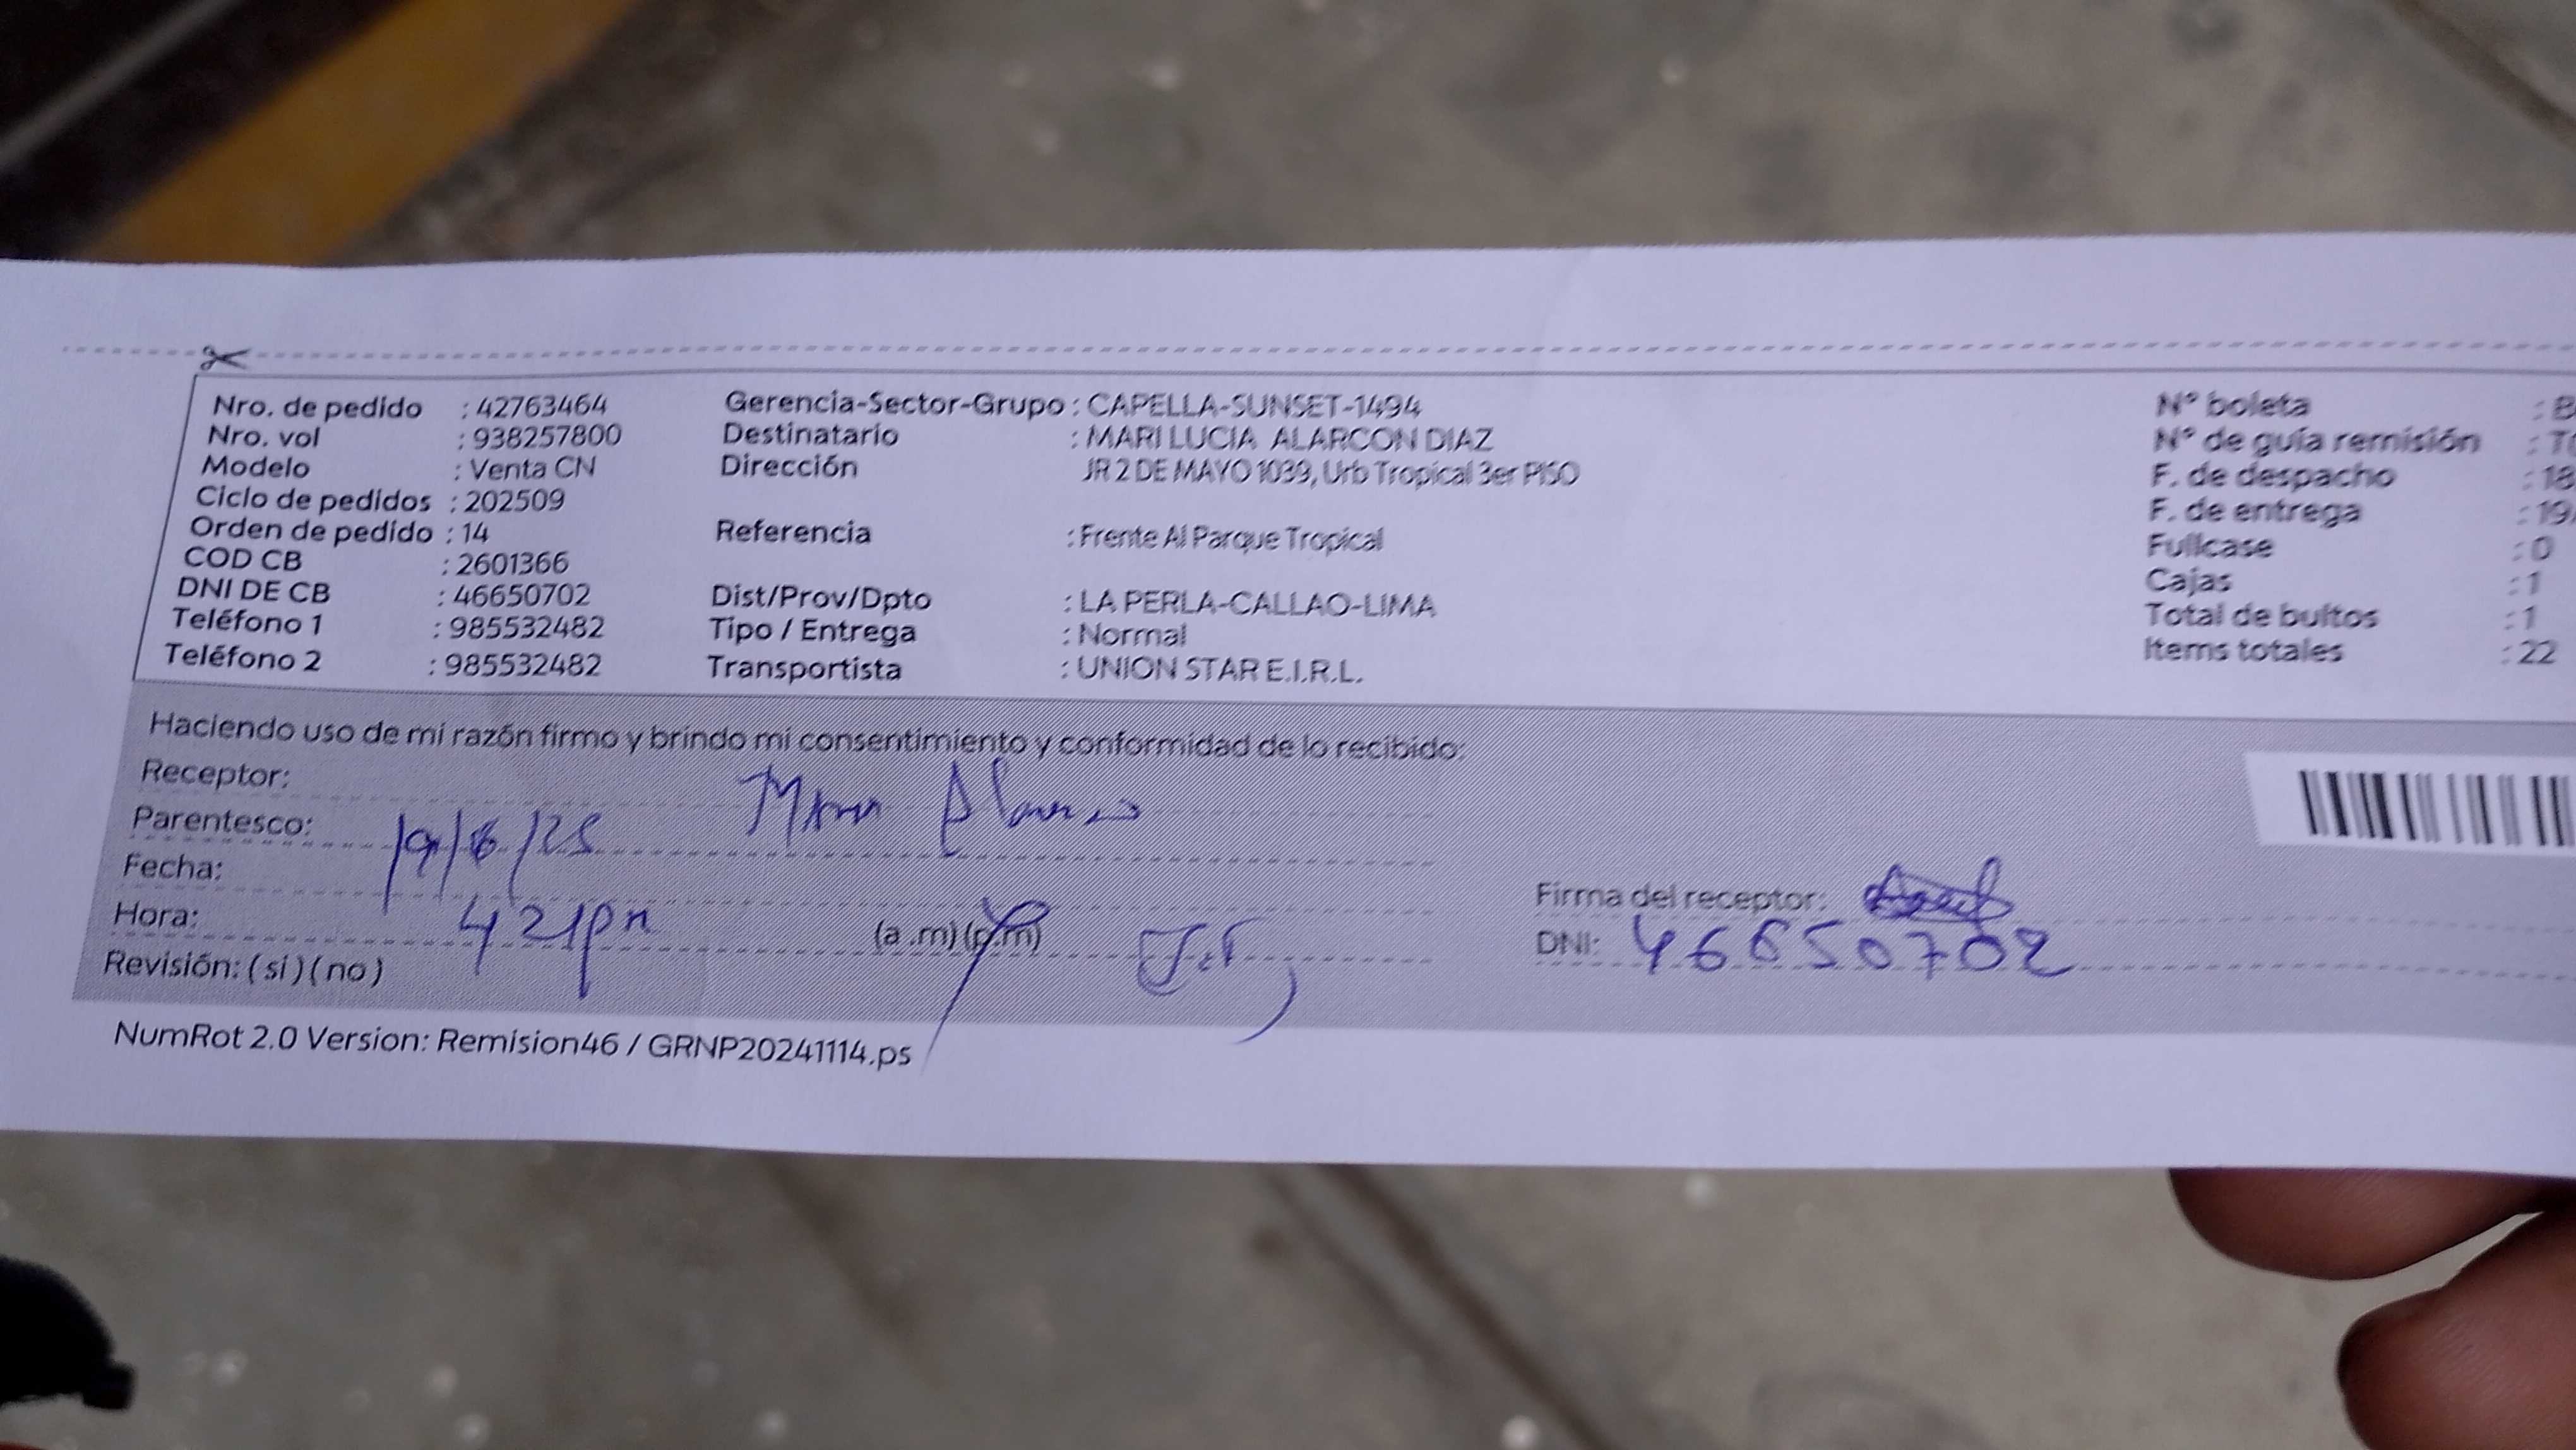 Nro. de pedido : 42763464 Gerencia-Sector-Grupo : CAPELLA-SUNSET-1494 N° boleta : B
Nro. vol : 938257800 Destinatario : MARI LUCIA ALARCON DIAZ N° de guía remisión : T
Modelo : Venta CN Dirección JR 2 DE MAYO 1039, Urb Tropical 3er PISO F. de despacho : 18
Ciclo de pedidos : 202509 F. de entrega : 19
Orden de pedido : 14 Referencia : Frente Al Parque Tropical Fullcase : 0
COD CB : 2601366 Cajas : 1
DNI DE CB : 46650702 Dist/Prov/Dpto : LA PERLA-CALLAO-LIMA Total de bultos : 1
Teléfono 1 : 985532482 Tipo / Entrega : Normal Items totales : 22
Teléfono 2 : 985532482 Transportista : UNION STAR E.I.R.L.
Haciendo uso de mi razón firmo y brindo mi consentimiento y conformidad de lo recibido:
Receptor:
Parentesco: 19/6/25
Fecha:
Hora: 421pm (a.m) (p.m)
Firma del receptor:
DNI: 46650702
Revisión: ( si ) ( no )
NumRot 2.0 Version: Remision46 / GRNP20241114.ps